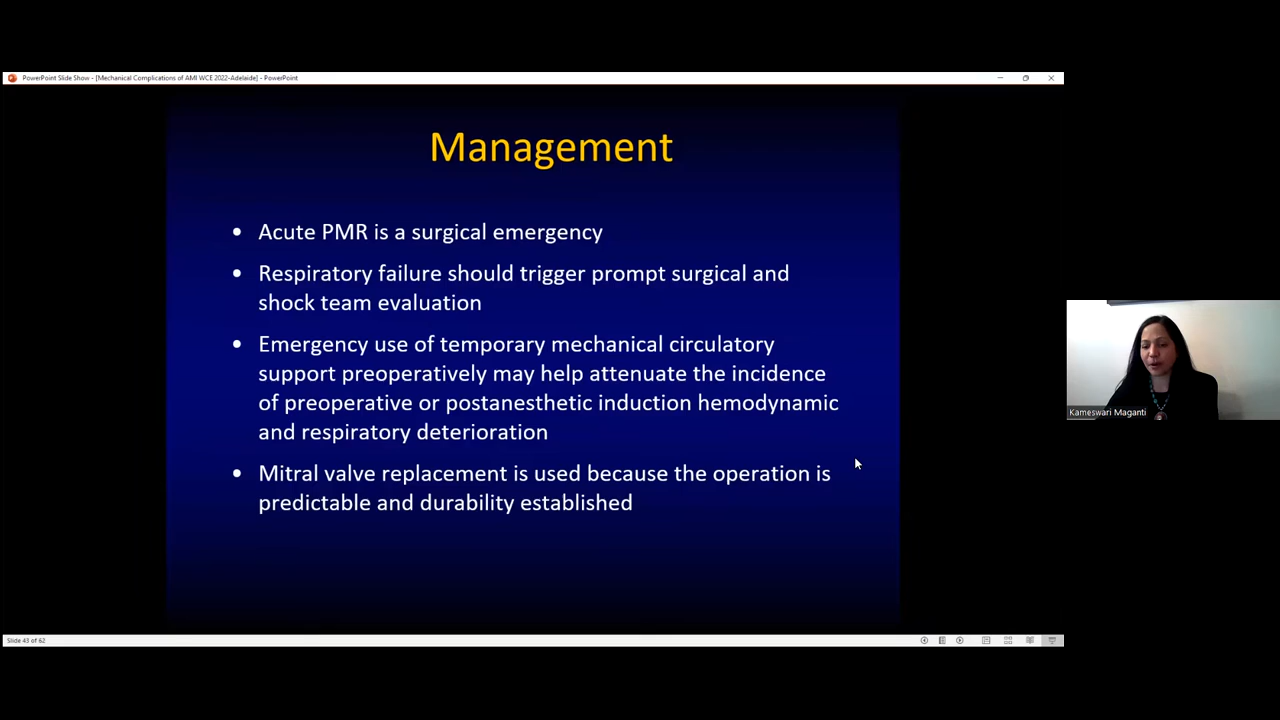 PowerPoint Slide Show - [Mechanical Complications of AMI WCE 2022-Adelaide] - PowerPoint
Management
• Acute PMR is a surgical emergency
• Respiratory failure should trigger prompt surgical and
shock team evaluation
• Emergency use of temporary mechanical circulatory
support preoperatively may help attenuate the incidence
of preoperative or postanesthetic induction hemodynamic
and respiratory deterioration
• Mitral valve replacement is used because the operation is
predictable and durability established
Kameswari Maganti
Slide 43 of 62